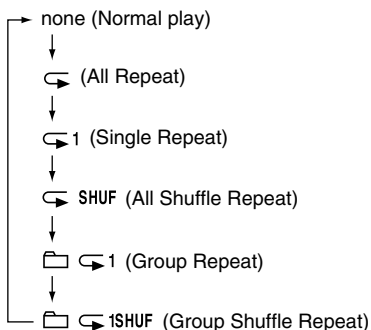 none (Normal play)
(All Repeat)
1 (Single Repeat)
SHUF (All Shuffle Repeat)
1 (Group Repeat)
1SHUF (Group Shuffle Repeat)